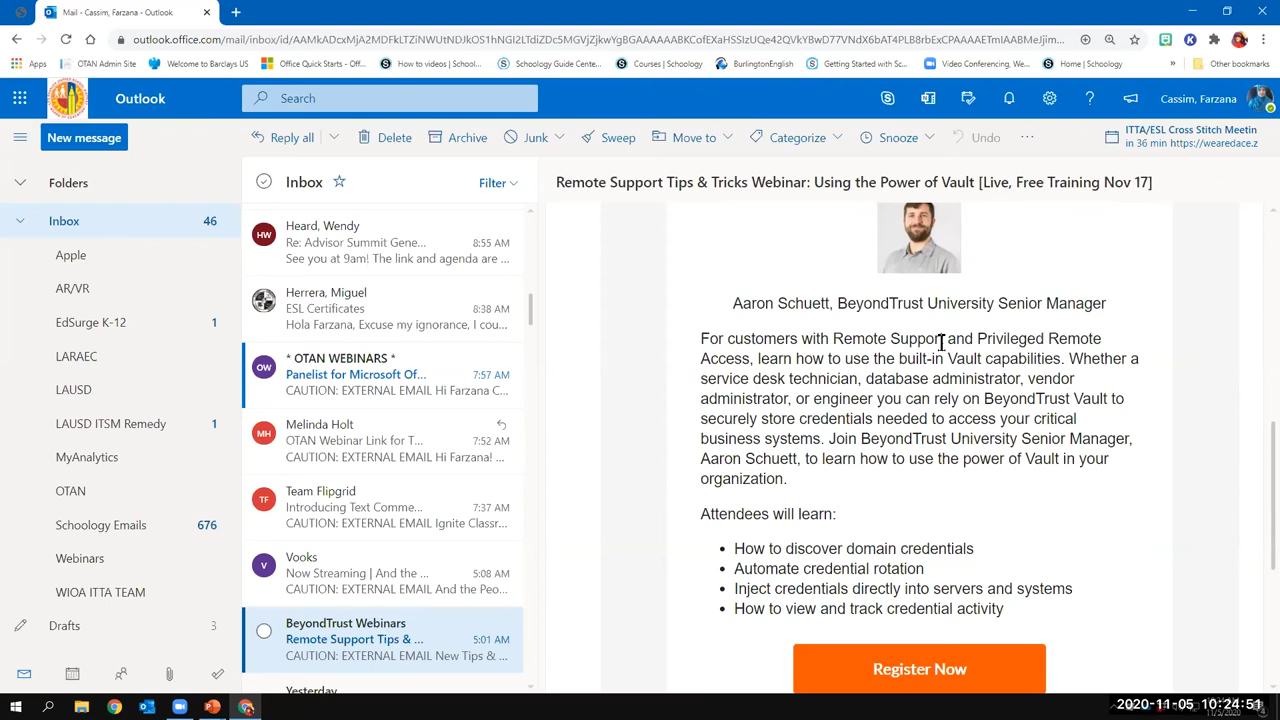 Mail - Cassim, Farzana - Outlook
outlook.office.com/mail/inbox/id/AAMkADcxMjA2MDFkLTZiNWUtNDJkOS1hNGI2LTdiZDc5MGVjZjkwYgBGAAAAAABKCofEXaHSSIzUQe42QVkYBwD77VNdX6bAT4PLB8rbExCPAAAAAETmIAABMeJjim...
Apps
OTAN Admin Site
Welcome to Barclays US
Office Quick Starts - Off...
How to videos | School...
Schoology Guide Cente...
Courses | Schoology
BurlingtonEnglish
Getting Started with Sc...
Video Conferencing, We...
Home | Schoology
»
Other bookmarks
Outlook
Search
Cassim, Farzana
New message
Reply all
Delete
Archive
Junk
Sweep
Move to
Categorize
Snooze
Undo
ITTA/ESL Cross Stitch Meetin
in 36 min https://wearedace.z
Folders
Inbox 46
Apple
AR/VR
EdSurge K-12 1
LARAEC
LAUSD
LAUSD ITSM Remedy 1
MyAnalytics
OTAN
Schoology Emails 676
Webinars
WIOA ITTA TEAM
Drafts 3
Inbox
Filter
HW
Heard, Wendy
Re: Advisor Summit Gene... 8:55 AM
See you at 9am! The link and agenda are ...
Herrera, Miguel
ESL Certificates 8:38 AM
Hola Farzana, Excuse my ignorance, I cou...
OW
* OTAN WEBINARS *
Panelist for Microsoft Of... 7:57 AM
CAUTION: EXTERNAL EMAIL Hi Farzana C...
MH
Melinda Holt
OTAN Webinar Link for T... 7:52 AM
CAUTION: EXTERNAL EMAIL Hi Farzana! ...
TF
Team Flipgrid
Introducing Text Comme... 7:37 AM
CAUTION: EXTERNAL EMAIL Ignite Classr...
V
Vooks
Now Streaming | And the ... 5:08 AM
CAUTION: EXTERNAL EMAIL And the Peo...
BeyondTrust Webinars
Remote Support Tips & ... 5:01 AM
CAUTION: EXTERNAL EMAIL New Tips & ...
Yesterday
Remote Support Tips & Tricks Webinar: Using the Power of Vault [Live, Free Training Nov 17]
Aaron Schuett, BeyondTrust University Senior Manager
For customers with Remote Support and Privileged Remote
Access, learn how to use the built-in Vault capabilities. Whether a
service desk technician, database administrator, vendor
administrator, or engineer you can rely on BeyondTrust Vault to
securely store credentials needed to access your critical
business systems. Join BeyondTrust University Senior Manager,
Aaron Schuett, to learn how to use the power of Vault in your
organization.
Attendees will learn:
• How to discover domain credentials
• Automate credential rotation
• Inject credentials directly into servers and systems
• How to view and track credential activity
Register Now
2020-11-05 10:24:51